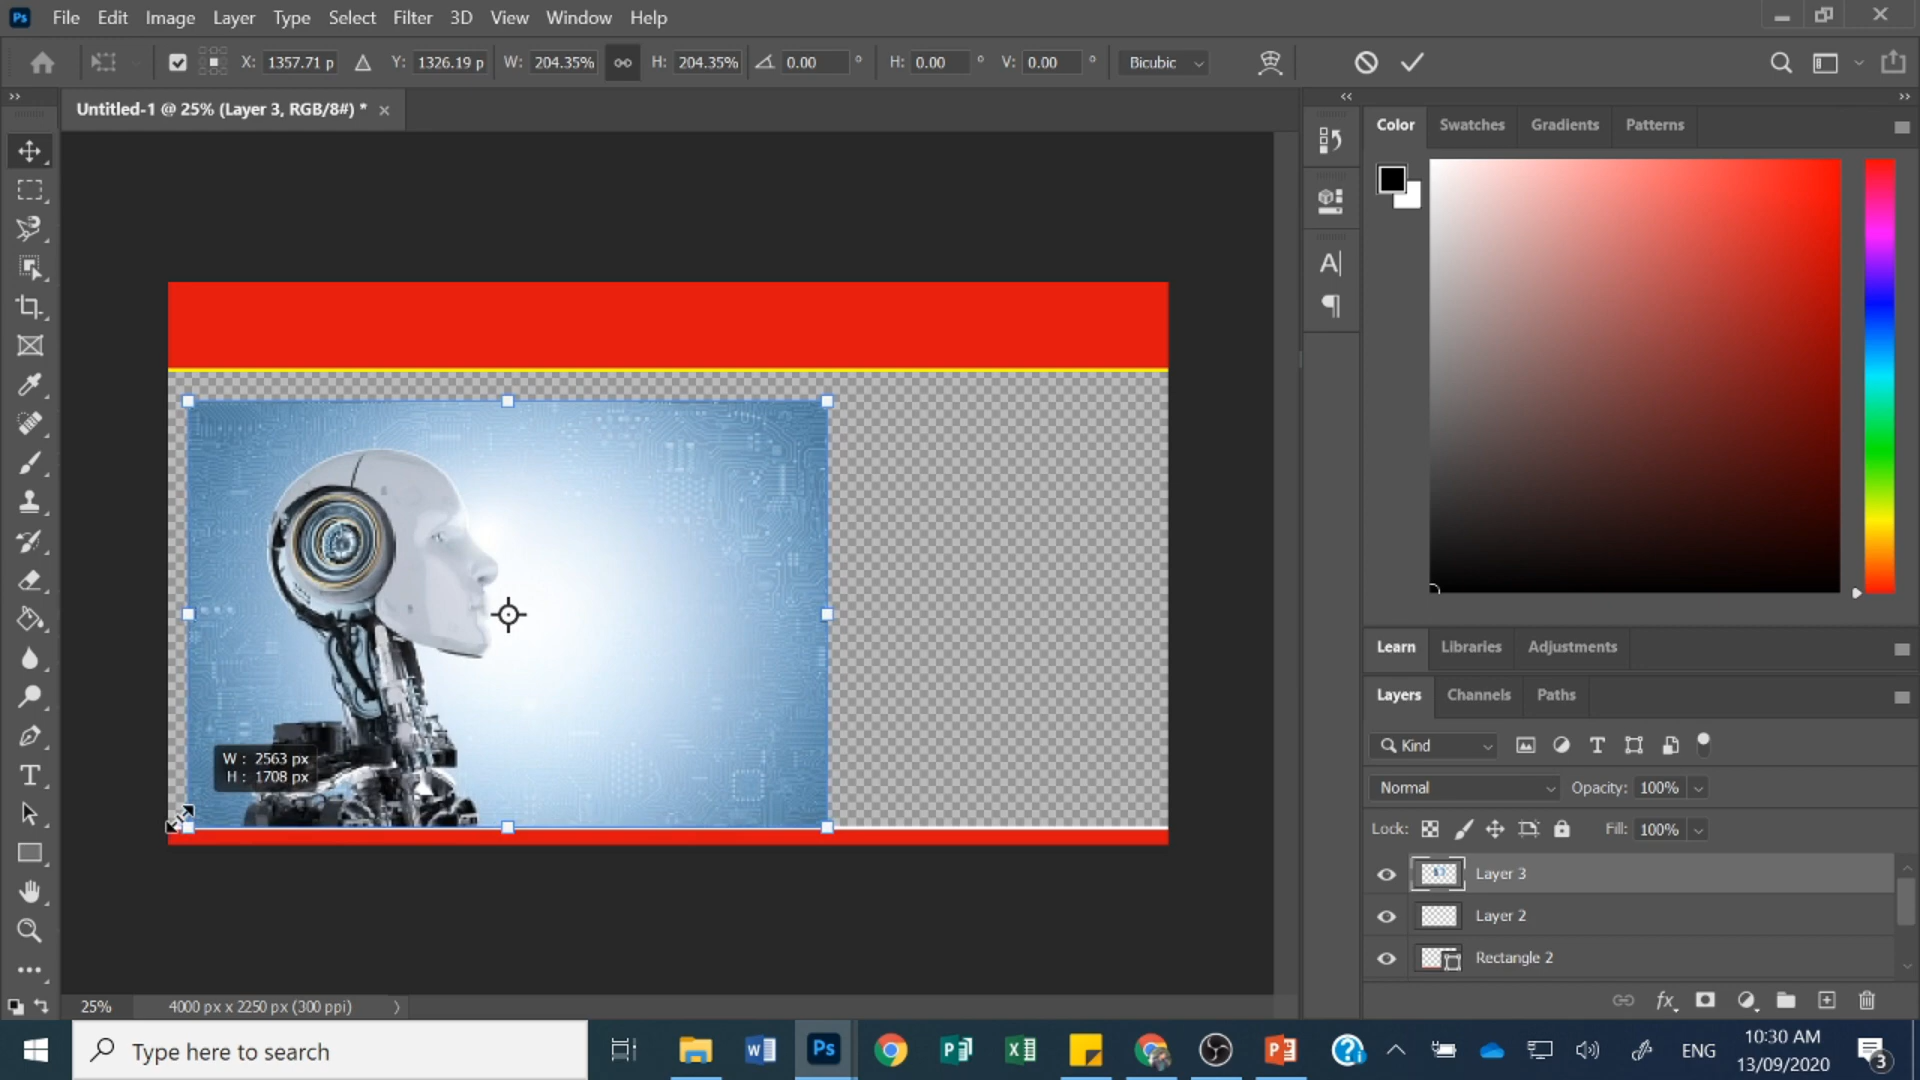 Ps File Edit Image Layer Select Filter 3D View Window Help
X: 1357.71 p Y: 1326.19 p W: 204.35% H: 204.35% 0.00 ° H: 0.00 ° V: 0.00 ° Bicubic
Untitled-1 @ 25% (Layer 3, RGB/8#) *
Color Swatches Gradients Patterns
W : 2563 px
H : 1708 px
Learn Libraries Adjustments
Layers Channels Paths
Kind
Normal Opacity: 100%
Lock: Fill: 100%
Layer 3
Layer 2
Rectangle 2
fx
25% 4000 px x 2250 px (300 ppi)
Type here to search
Ps
ENG
10:30 AM
13/09/2020
3